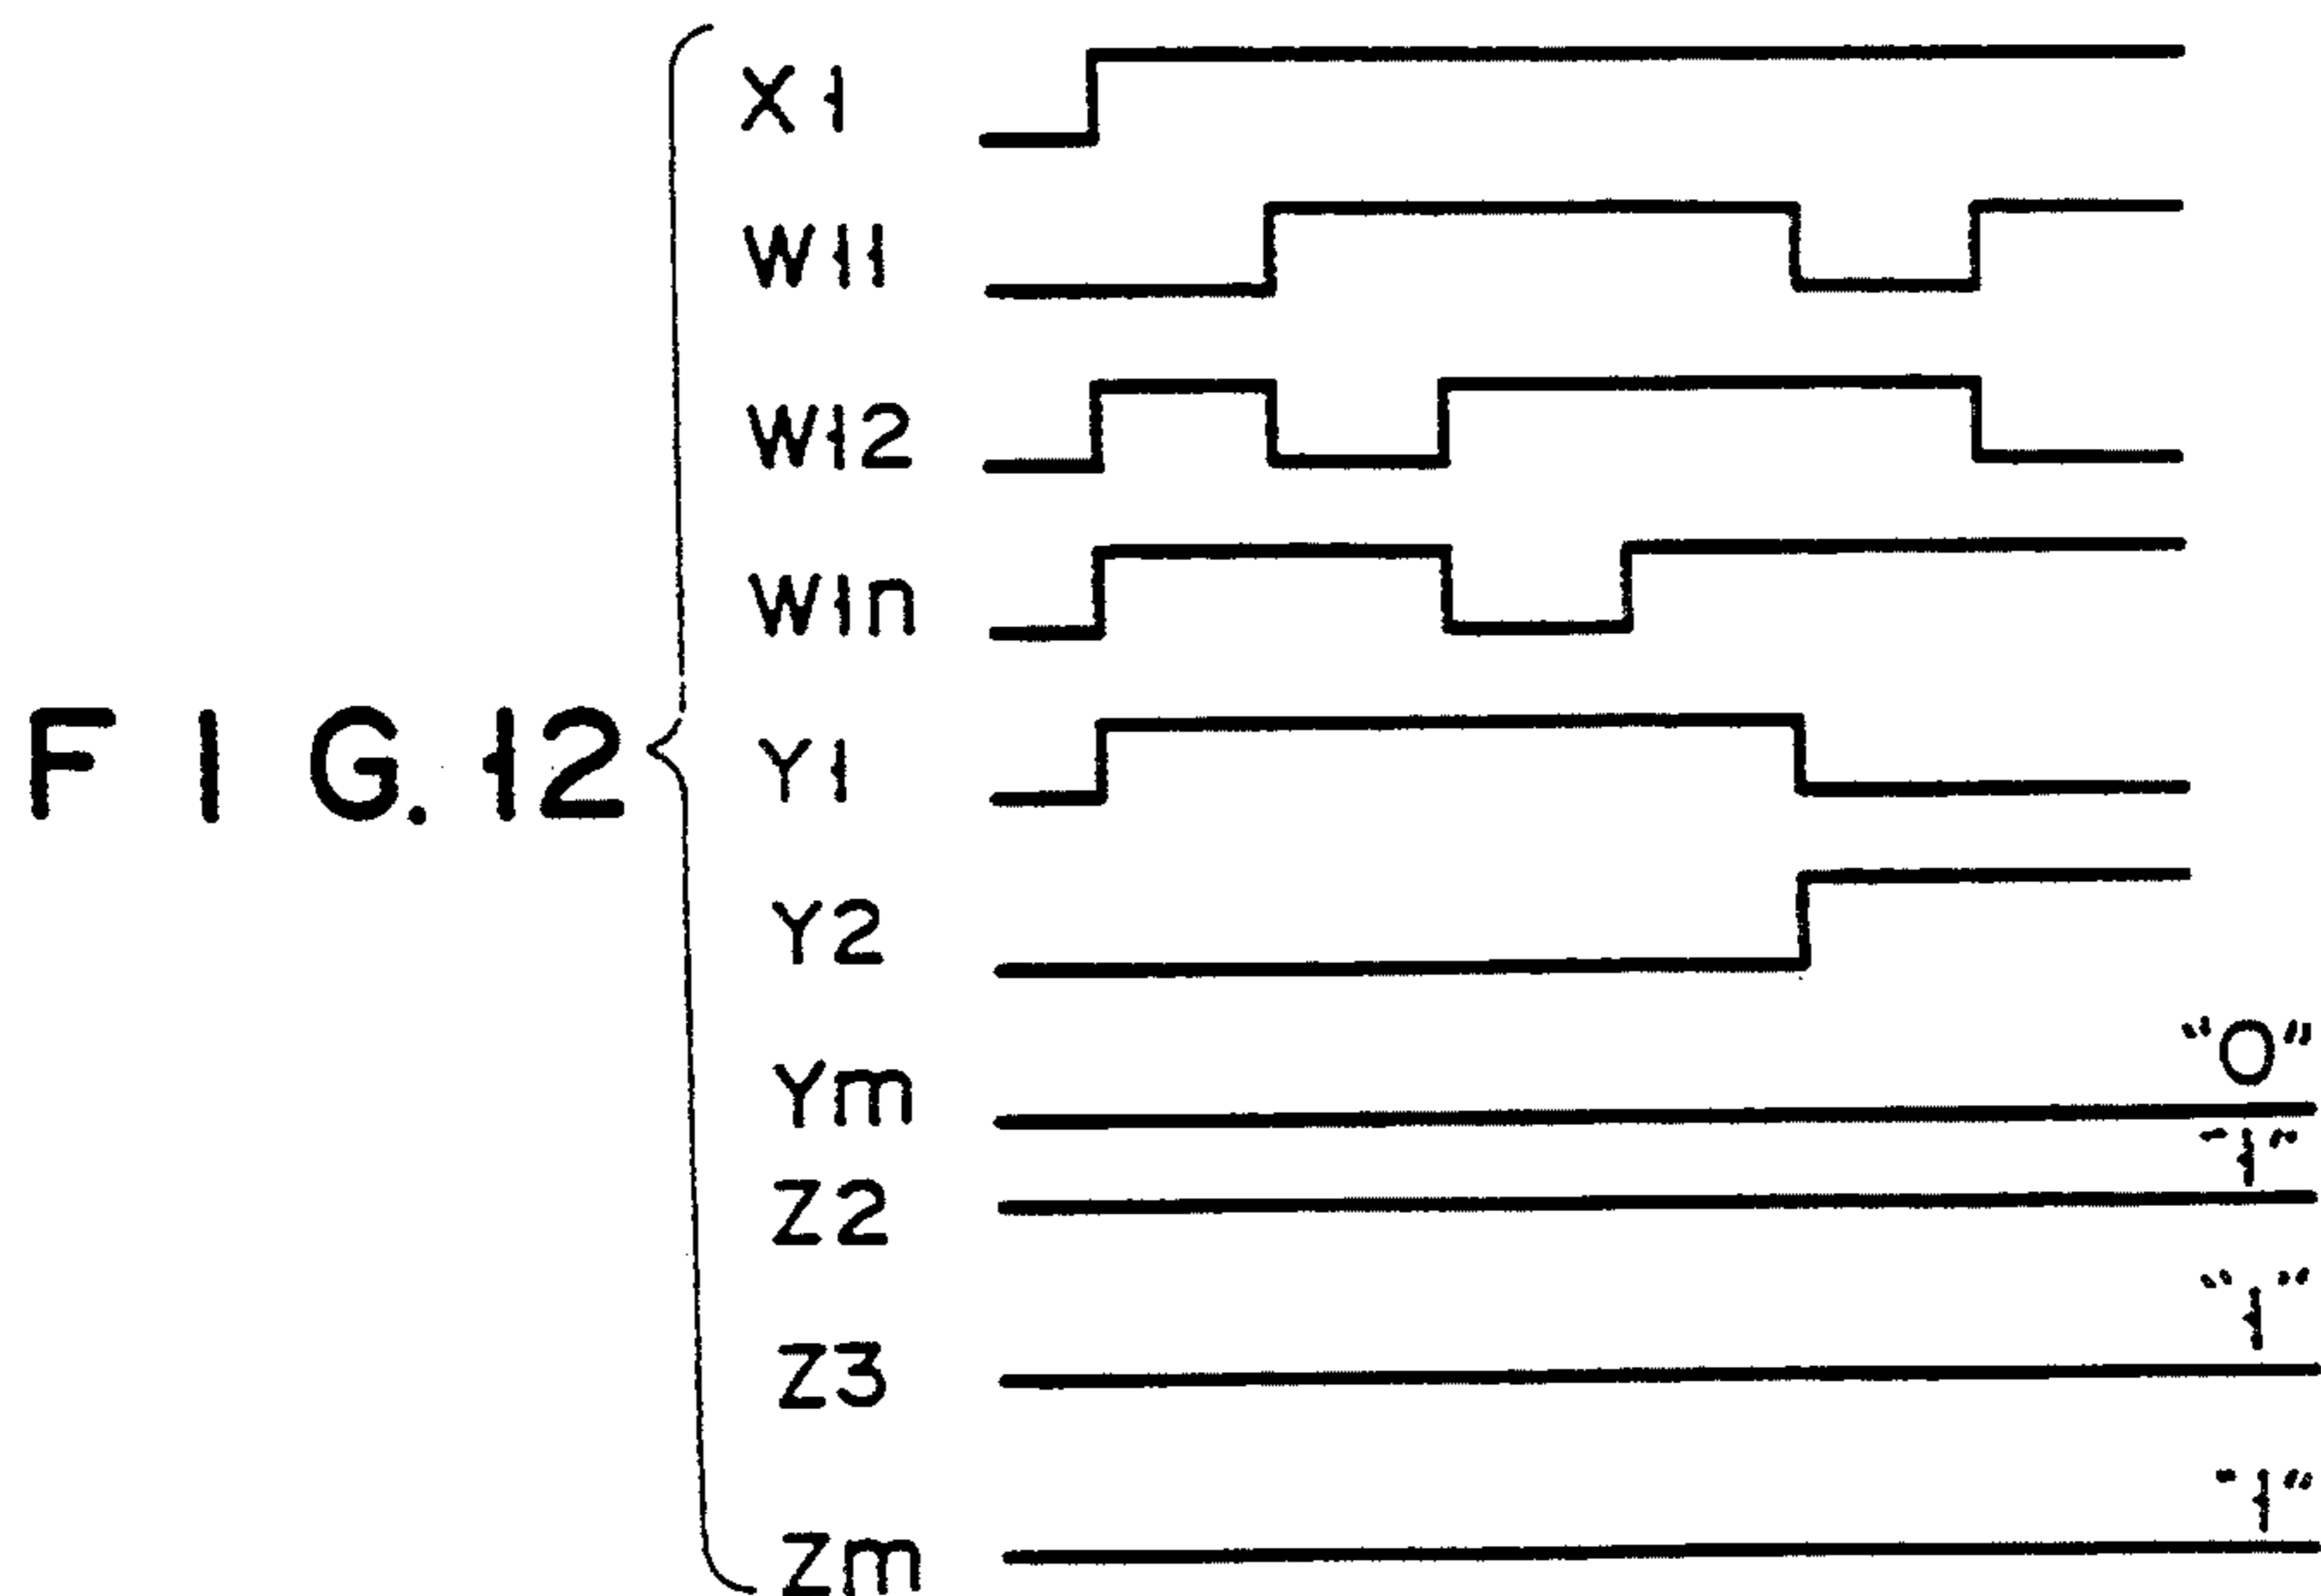 FIG.12
X1
W11
W12
W1n
Y1
Y2
Ym "0"
Z2 "1"
Z3 "1"
Zm "1"